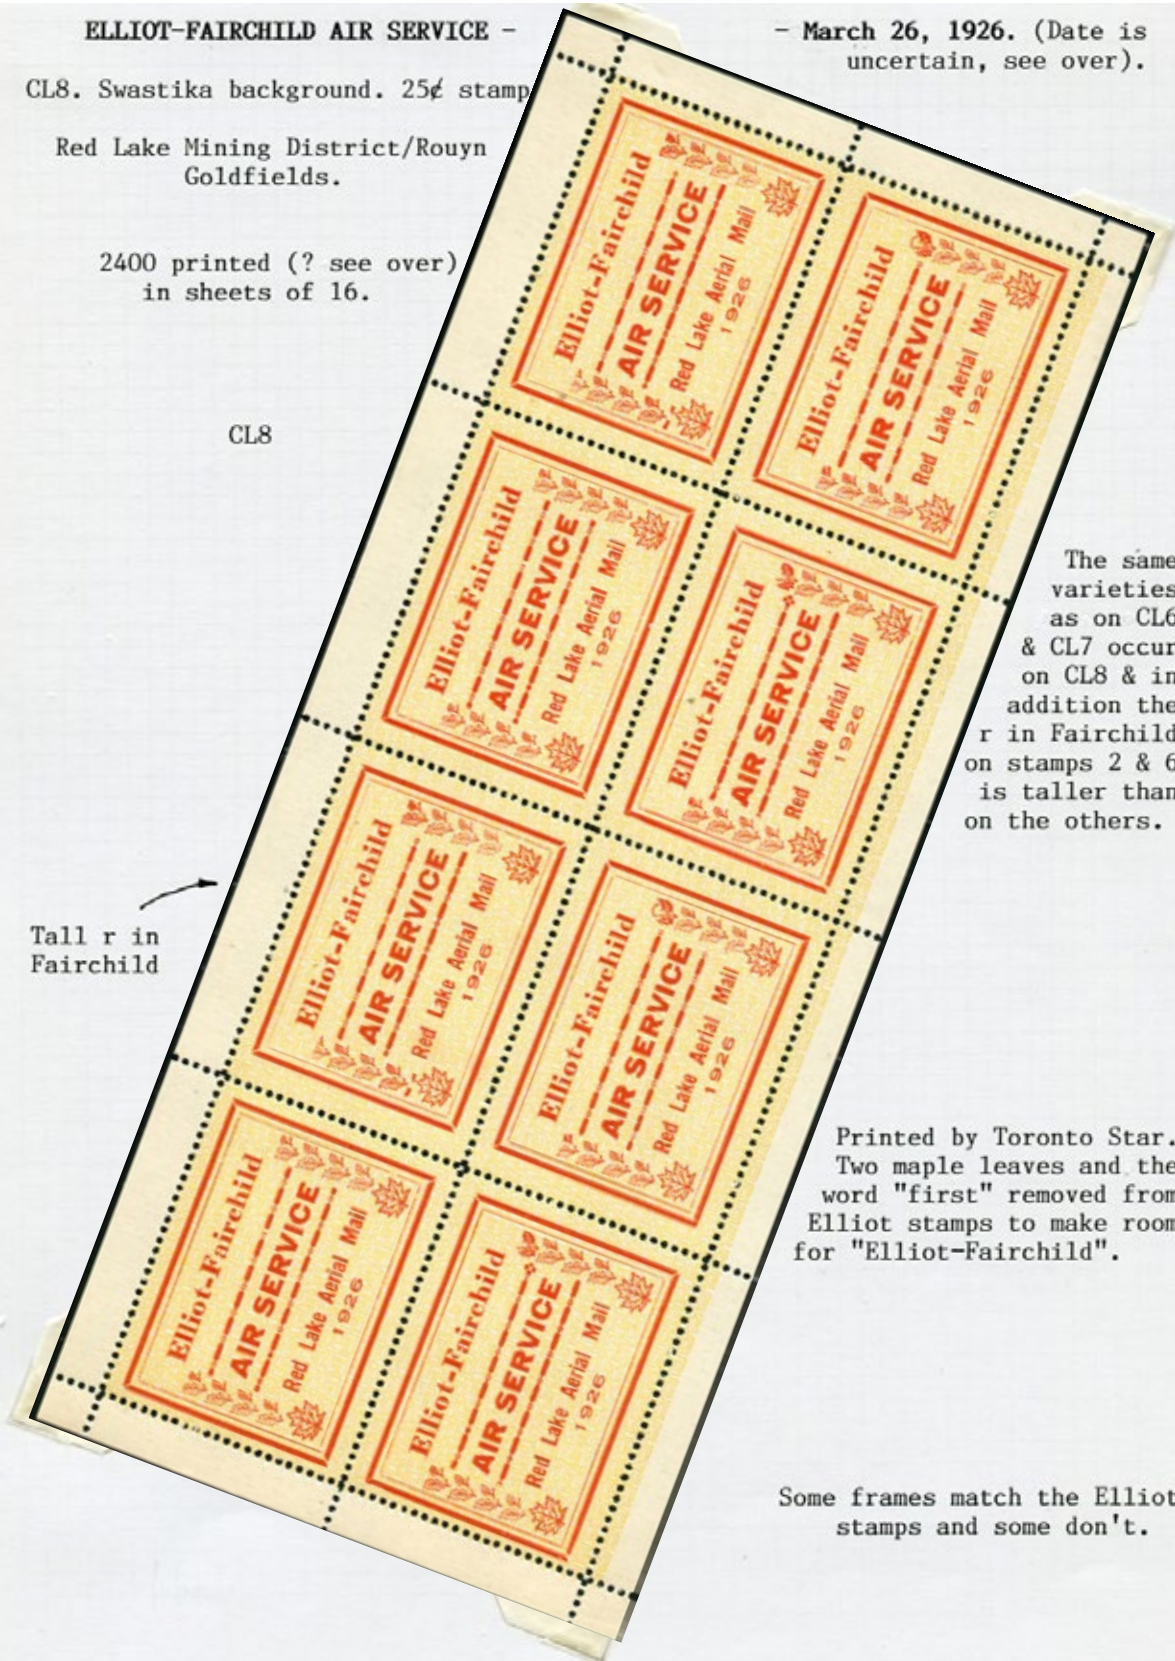 ELLIOT-FAIRCHILD AIR SERVICE -
- March 26, 1926. (Date is
uncertain, see over).
CL8. Swastika background. 25¢ stamp
Red Lake Mining District/Rouyn
Goldfields.
2400 printed (? see over)
in sheets of 16.
CL8
Elliot-Fairchild
AIR SERVICE
Red Lake Aerial Mail
1926
Elliot-Fairchild
AIR SERVICE
Red Lake Aerial Mail
1926
Elliot-Fairchild
AIR SERVICE
Red Lake Aerial Mail
1926
Elliot-Fairchild
AIR SERVICE
Red Lake Aerial Mail
1926
The same
varieties
as on CL6
& CL7 occur
on CL8 & in
addition the
r in Fairchild
on stamps 2 & 6
is taller than
on the others.
Tall r in
Fairchild
Elliot-Fairchild
AIR SERVICE
Red Lake Aerial Mail
1926
Elliot-Fairchild
AIR SERVICE
Red Lake Aerial Mail
1926
Elliot-Fairchild
AIR SERVICE
Red Lake Aerial Mail
1926
Elliot-Fairchild
AIR SERVICE
Red Lake Aerial Mail
1926
Printed by Toronto Star.
Two maple leaves and the
word "first" removed from
Elliot stamps to make room
for "Elliot-Fairchild".
Some frames match the Elliot
stamps and some don't.